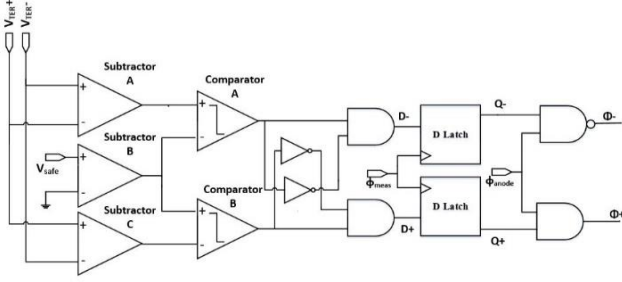 V_TER+
V_TER-
Subtractor
A
+
-
Comparator
A
+
-
Subtractor
B
V_safe
+
-
Comparator
B
+
-
Subtractor
C
+
-
D-
D Latch
Q-
Φ-
Φ_meas
Φ_anode
D Latch
D+
Q+
Φ+